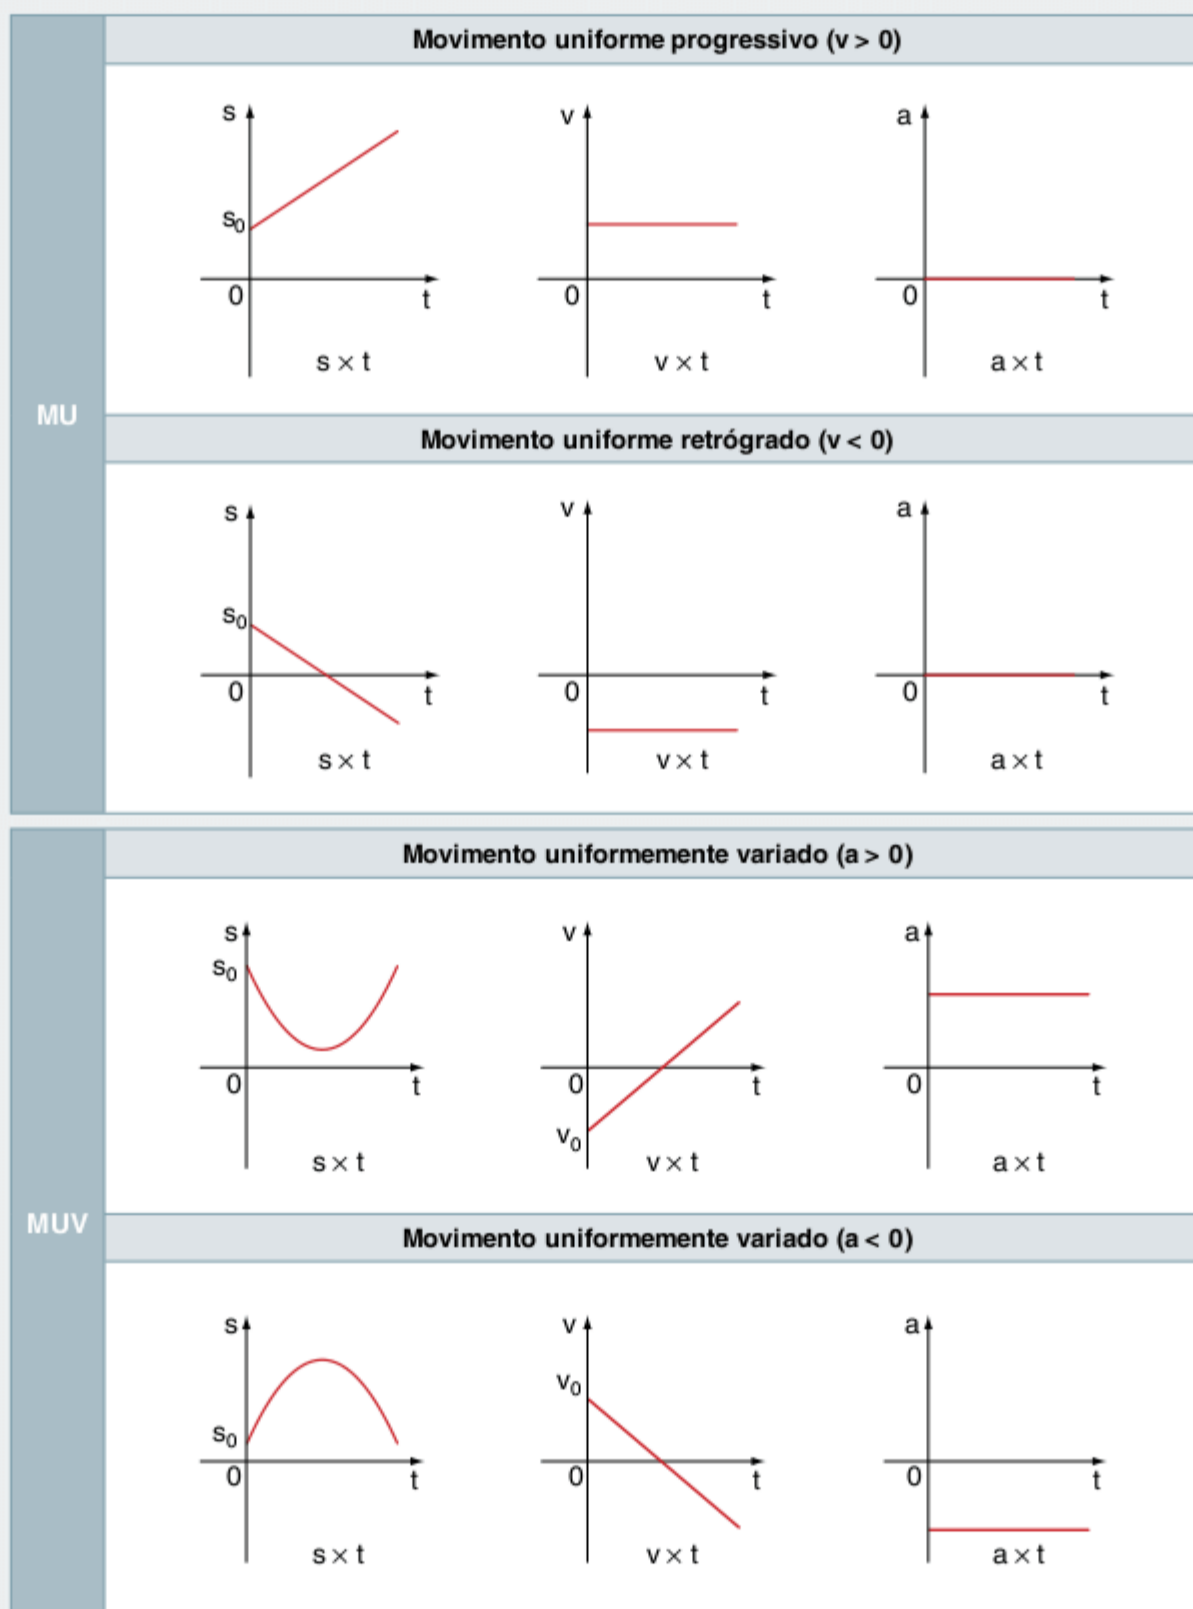 MU
Movimento uniforme progressivo (v > 0)
s
s₀
0
t
s × t
v
0
t
v × t
a
0
t
a × t
Movimento uniforme retrógrado (v < 0)
s
s₀
0
t
s × t
v
0
t
v × t
a
0
t
a × t
MUV
Movimento uniformemente variado (a > 0)
s
s₀
0
t
s × t
v
0
v₀
t
v × t
a
0
t
a × t
Movimento uniformemente variado (a < 0)
s
s₀
0
t
s × t
v
v₀
0
t
v × t
a
0
t
a × t